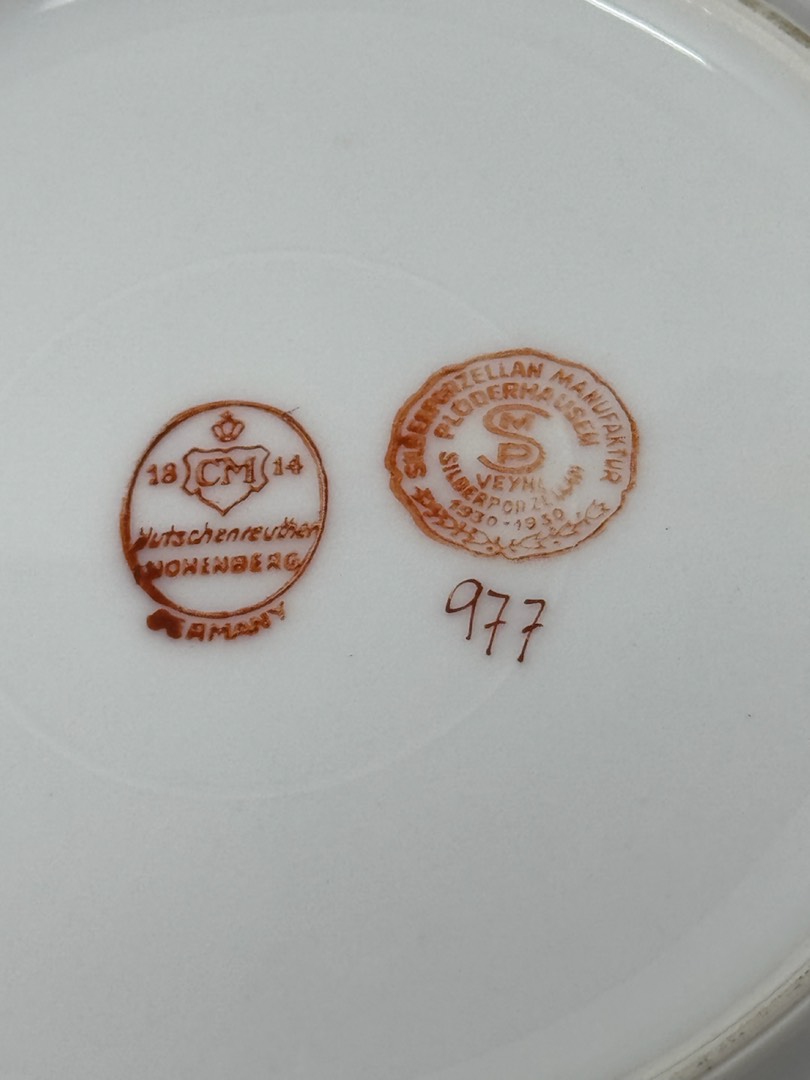 18 CM 14
Hutschenreuther
HOHENBERG
GERMANY
SILBERPORZELLAN MANUFAKTUR
PLÜDERHAUSEN
SMP
VEYHL
SILBERPORZELLAN
1930-1950
977